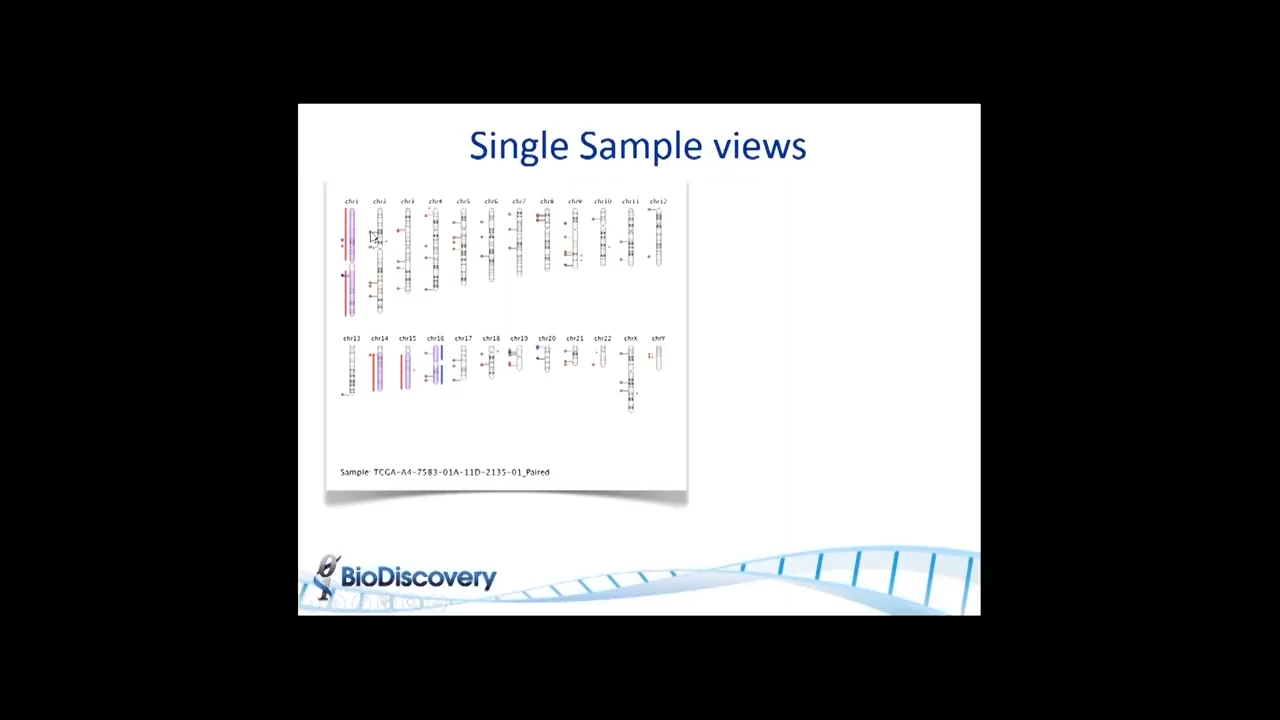 Single Sample views
chr1 chr2 chr3 chr4 chr5 chr6 chr7 chr8 chr9 chr10 chr11 chr12
chr13 chr14 chr15 chr16 chr17 chr18 chr19 chr20 chr21 chr22 chrX chrY
Sample: TCGA-A4-7583-01A-11D-2135-01_Paired
BioDiscovery